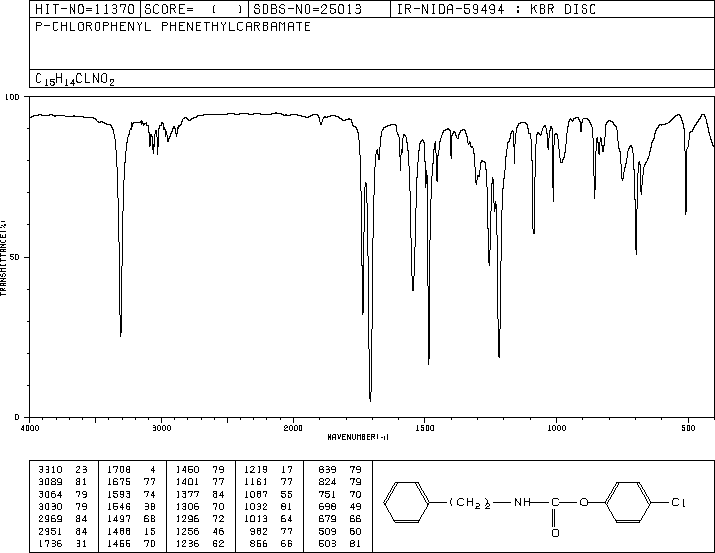 HIT-NO=11370 SCORE= ( ) SDBS-NO=25013 IR-NIDA-59494 : KBR DISC
P-CHLOROPHENYL PHENETHYLCARBAMATE
C15H14CLNO2
100
50
0
TRANSMITTANCE(%)
4000 3000 2000 1500 1000 500
WAVENUMBER(-1)
3310 23 1708 4 1460 79 1219 17 839 79
3089 81 1675 77 1401 77 1161 77 824 79
3064 79 1593 74 1377 84 1087 55 751 70
3030 79 1546 38 1306 70 1032 81 698 49
2969 84 1497 68 1296 72 1013 64 679 66
2951 84 1488 15 1256 46 982 77 509 60
1736 31 1455 70 1236 62 856 66 503 81
(CH2)2 NH C O Cl
O